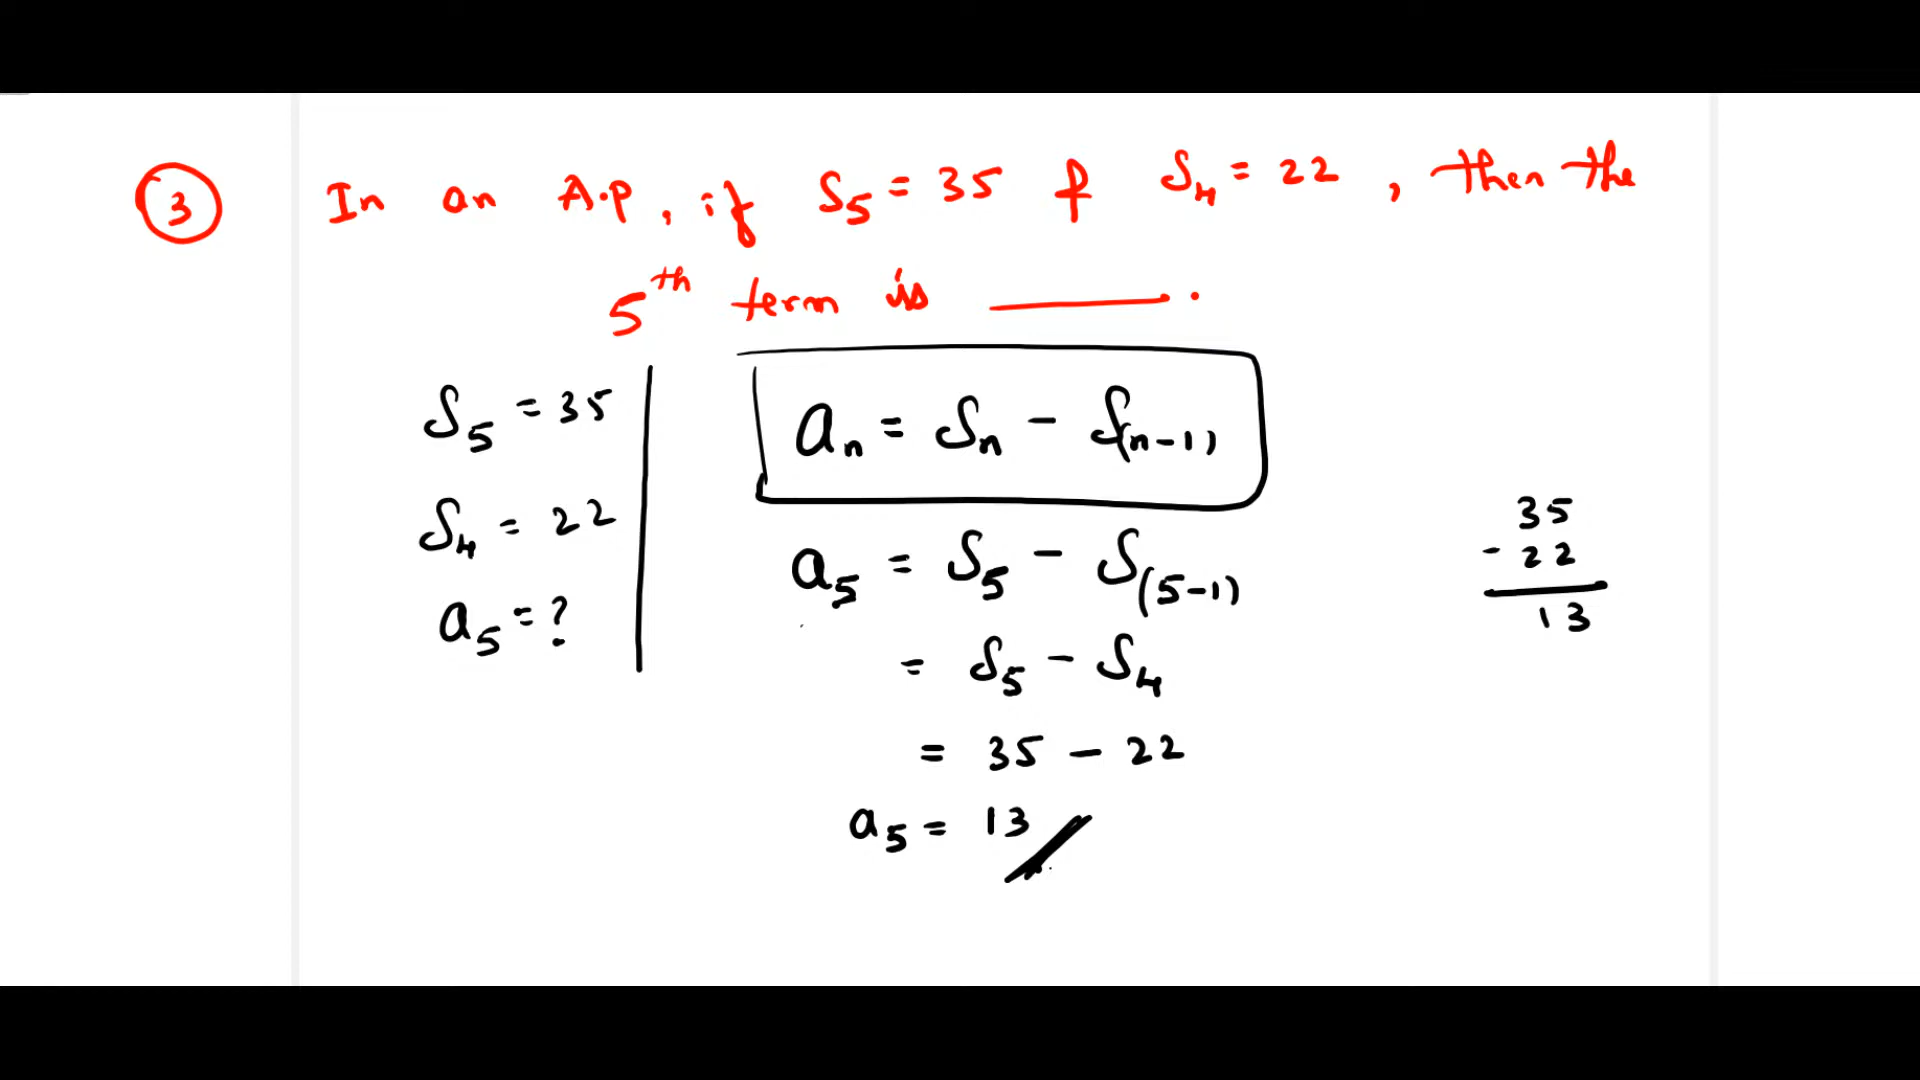 3 In an A.P, if S₅ = 35 & S₄ = 22, then the
5th term is ______.
S₅ = 35
S₄ = 22
a₅ = ?
aₙ = Sₙ - S(n-1)
a₅ = S₅ - S(5-1)
= S₅ - S₄
= 35 - 22
a₅ = 13
35
- 22
13